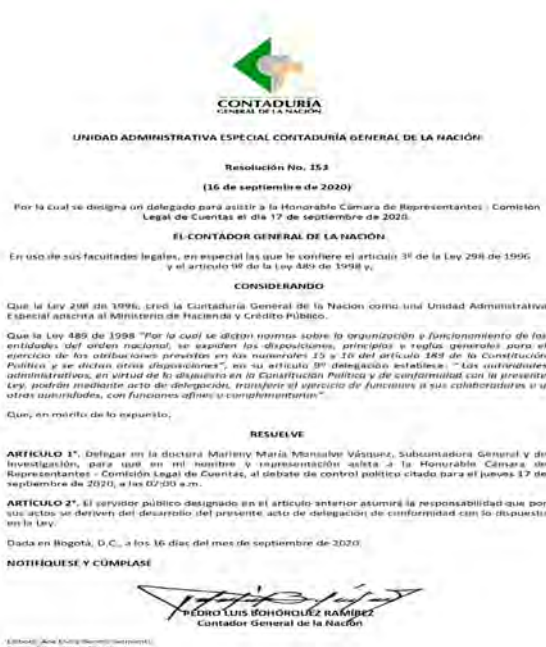 CONTADURÍA
GENERAL DE LA NACIÓN
UNIDAD ADMINISTRATIVA ESPECIAL CONTADURÍA GENERAL DE LA NACIÓN
Resolución No. 153
(16 de septiembre de 2020)
Por la cual se designa un delegado para asistir a la Honorable Cámara de Representantes - Comisión
Legal de Cuentas el día 17 de septiembre de 2020.
EL CONTADOR GENERAL DE LA NACIÓN
En uso de sus facultades legales, en especial las que le confiere el artículo 3º de la Ley 298 de 1996
y el artículo 9º de la Ley 489 de 1998 y,
CONSIDERANDO
Que la Ley 298 de 1996, creó la Contaduría General de la Nación como una Unidad Administrativa
Especial adscrita al Ministerio de Hacienda y Crédito Público.
Que la Ley 489 de 1998 "Por la cual se dictan normas sobre la organización y funcionamiento de las
entidades del orden nacional, se expiden las disposiciones, principios y reglas generales para el
ejercicio de las atribuciones previstas en los numerales 15 y 16 del artículo 189 de la Constitución
Política y se dictan otras disposiciones", en su artículo 9º delegación establece: "Las autoridades
administrativas, en virtud de lo dispuesto en la Constitución Política y de conformidad con la presente
Ley, podrán mediante acto de delegación, transferir el ejercicio de funciones a sus colaboradores o a
otras autoridades, con funciones afines o complementarias"
Que, en mérito de lo expuesto,
RESUELVE
ARTÍCULO 1°. Delegar en la doctora Marleny María Monsalve Vásquez, Subcontadora General y de
Investigación, para que en mi nombre y representación asista a la Honorable Cámara de
Representantes - Comisión Legal de Cuentas, al debate de control político citado para el jueves 17 de
septiembre de 2020, a las 07:00 a.m.
ARTÍCULO 2°. El servidor público designado en el artículo anterior asumirá la responsabilidad que por
sus actos se deriven del desarrollo del presente acto de delegación de conformidad con lo dispuesto
en la Ley.
Dada en Bogotá, D.C., a los 16 días del mes de septiembre de 2020.
NOTIFÍQUESE Y CÚMPLASE
PEDRO LUIS BOHÓRQUEZ RAMÍREZ
Contador General de la Nación